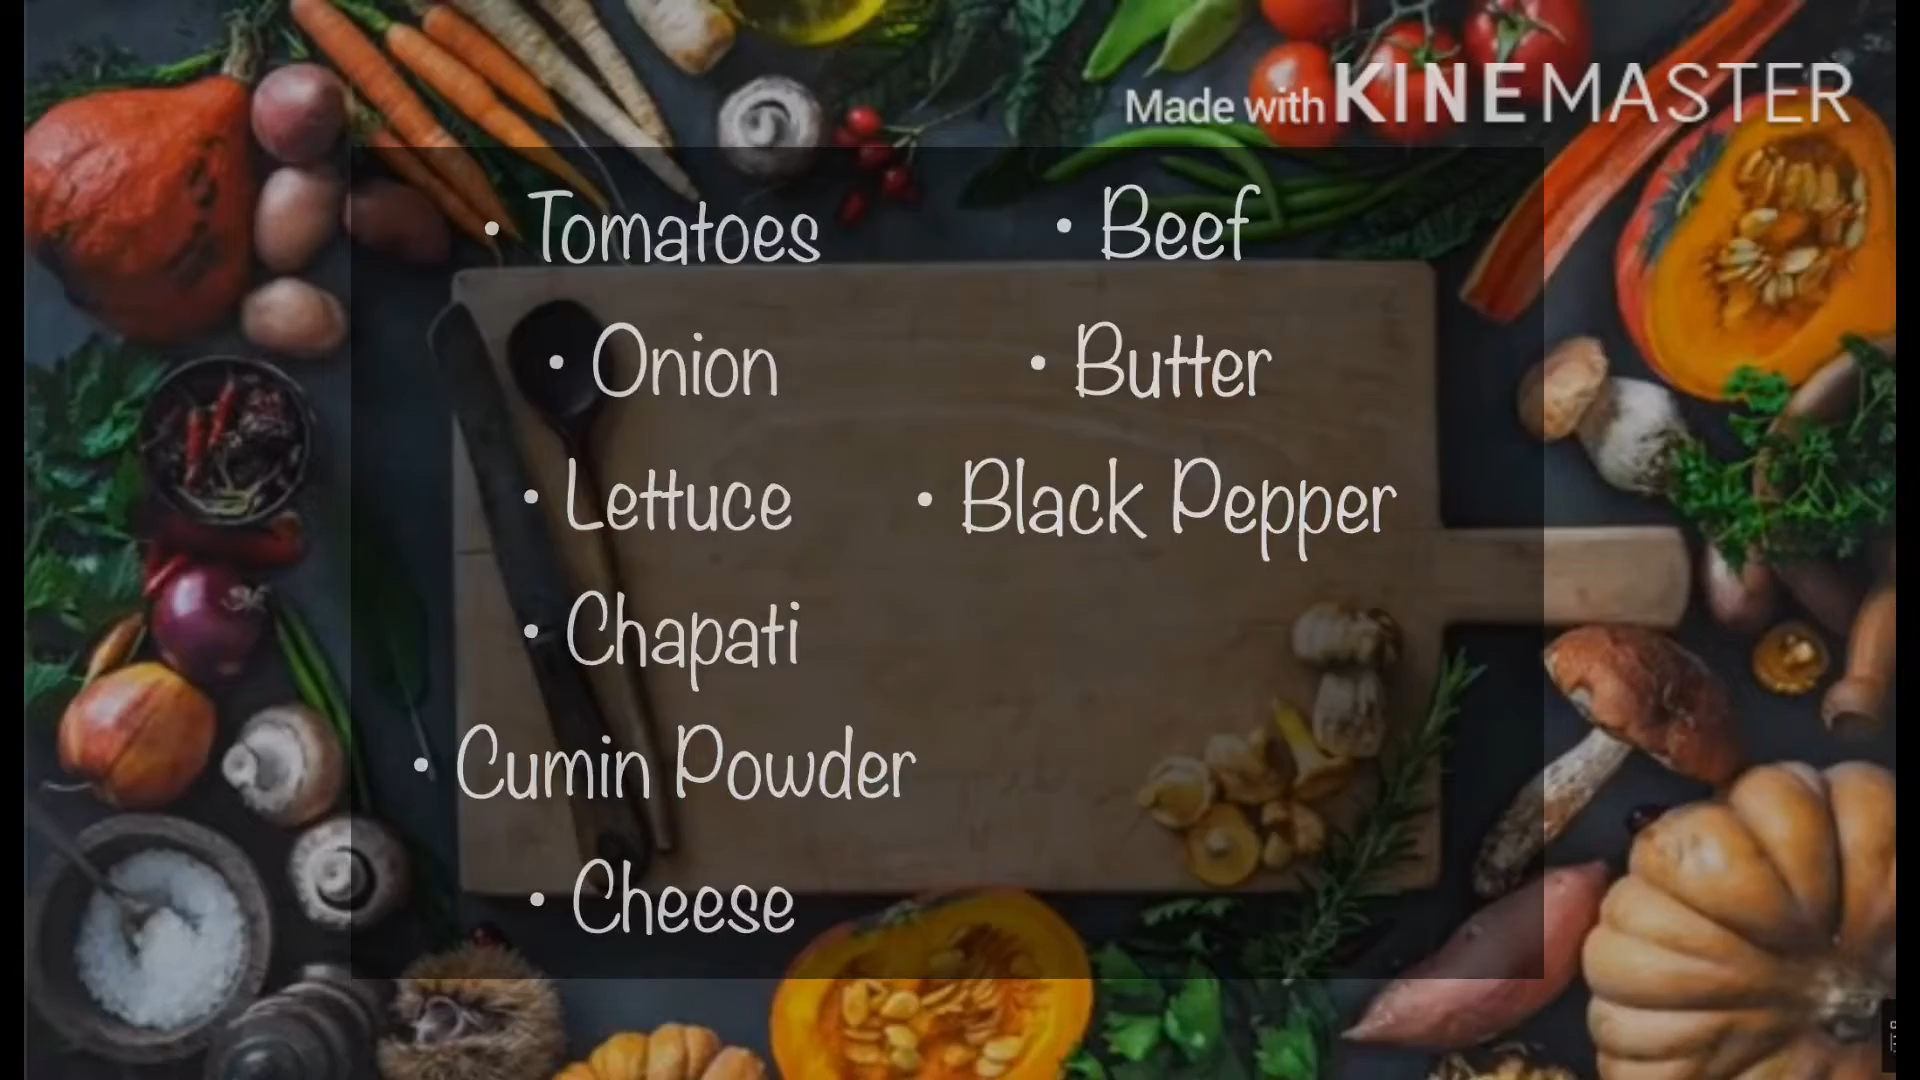 Made with KINEMASTER
• Tomatoes
• Onion
• Lettuce
• Chapati
• Cumin Powder
• Cheese
• Beef
• Butter
• Black Pepper